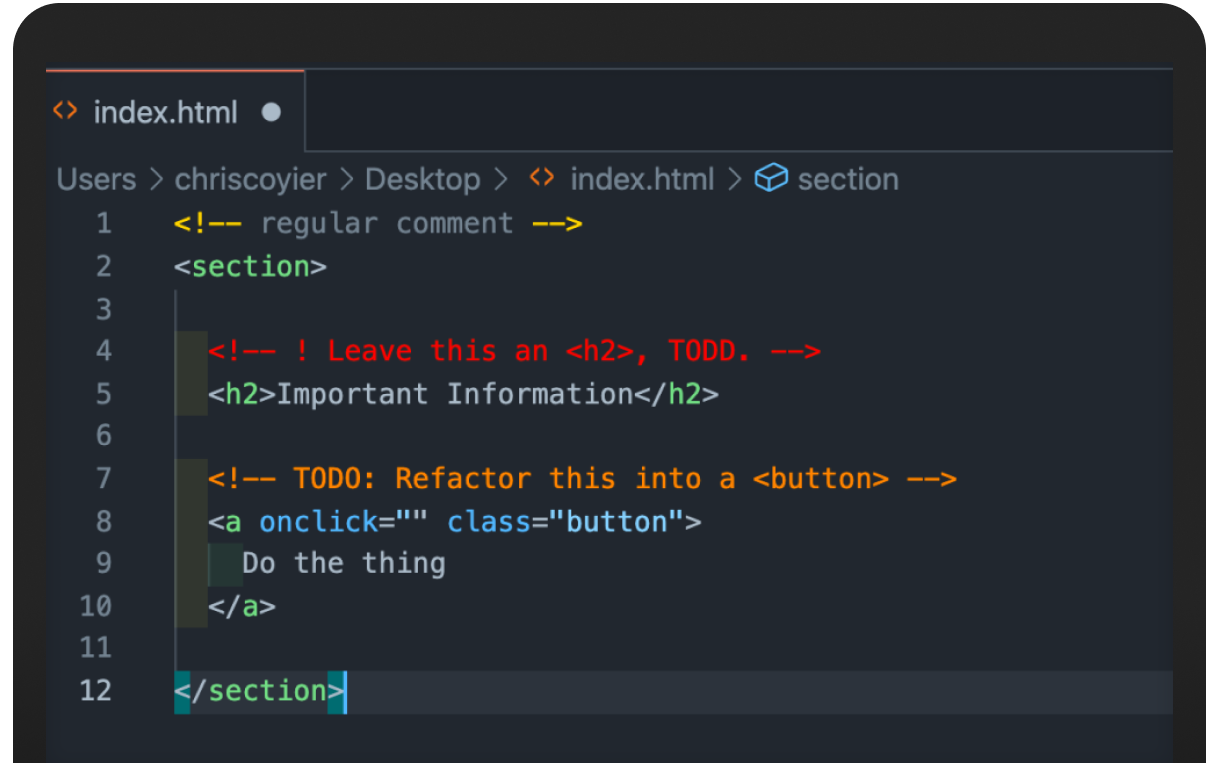 index.html
Users > chriscoyier > Desktop > index.html > section
1 <!-- regular comment -->
2 <section>
3
4 <!-- ! Leave this an <h2>, TODD. -->
5 <h2>Important Information</h2>
6
7 <!-- TODO: Refactor this into a <button> -->
8 <a onclick="" class="button">
9 Do the thing
10 </a>
11
12 </section>